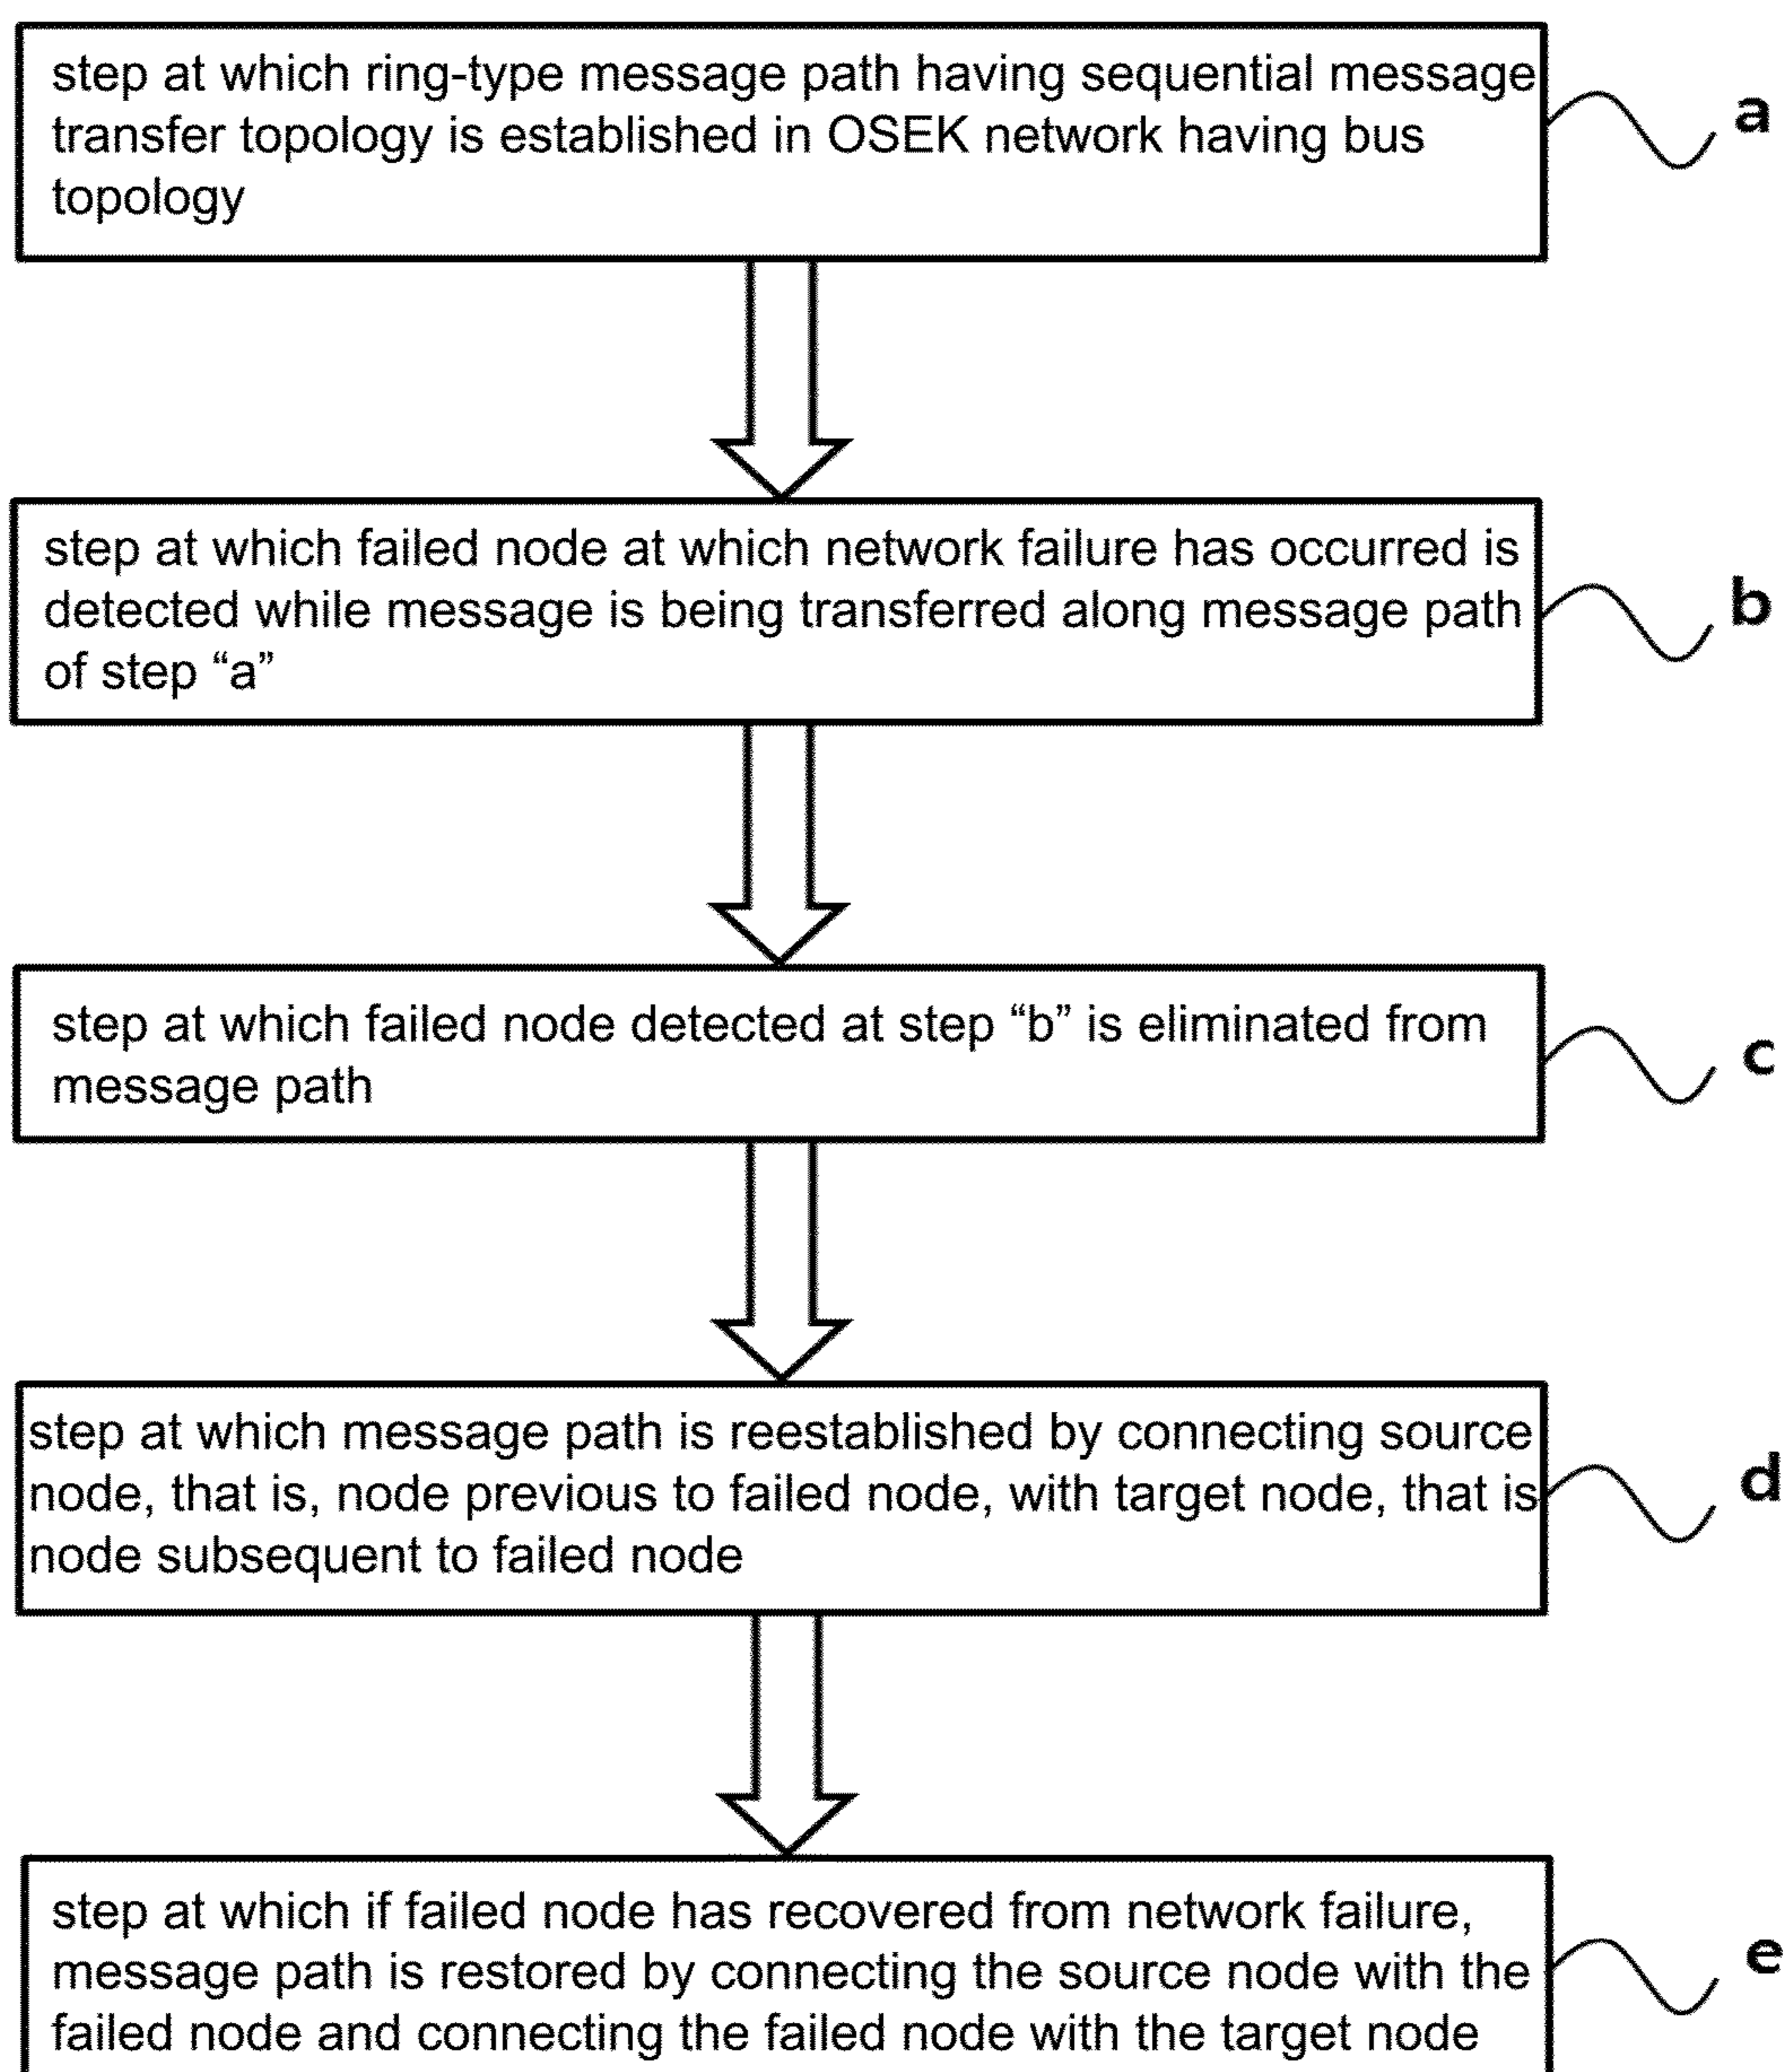 step at which ring-type message path having sequential message
transfer topology is established in OSEK network having bus
topology
a
step at which failed node at which network failure has occurred is
detected while message is being transferred along message path
of step “a”
b
step at which failed node detected at step “b” is eliminated from
message path
c
step at which message path is reestablished by connecting source
node, that is, node previous to failed node, with target node, that is
node subsequent to failed node
d
step at which if failed node has recovered from network failure,
message path is restored by connecting the source node with the
failed node and connecting the failed node with the target node
e